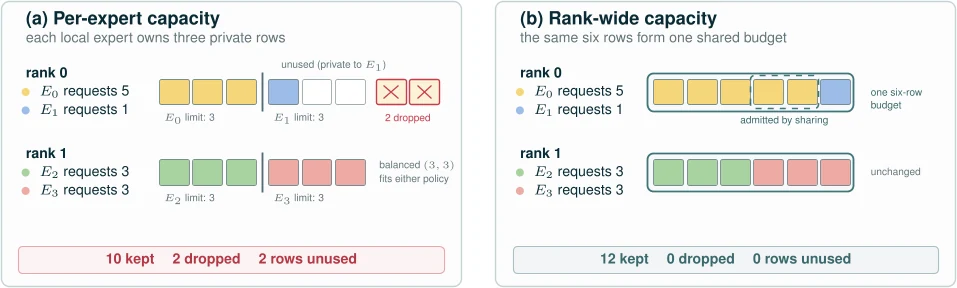 (a) Per-expert capacity
each local expert owns three private rows
rank 0
E₀ requests 5
E₁ requests 1
unused (private to E₁)
E₀ limit: 3
E₁ limit: 3
2 dropped
rank 1
E₂ requests 3
E₃ requests 3
balanced (3, 3)
fits either policy
E₂ limit: 3
E₃ limit: 3
10 kept 2 dropped 2 rows unused
(b) Rank-wide capacity
the same six rows form one shared budget
rank 0
E₀ requests 5
E₁ requests 1
one six-row
budget
admitted by sharing
rank 1
E₂ requests 3
E₃ requests 3
unchanged
12 kept 0 dropped 0 rows unused